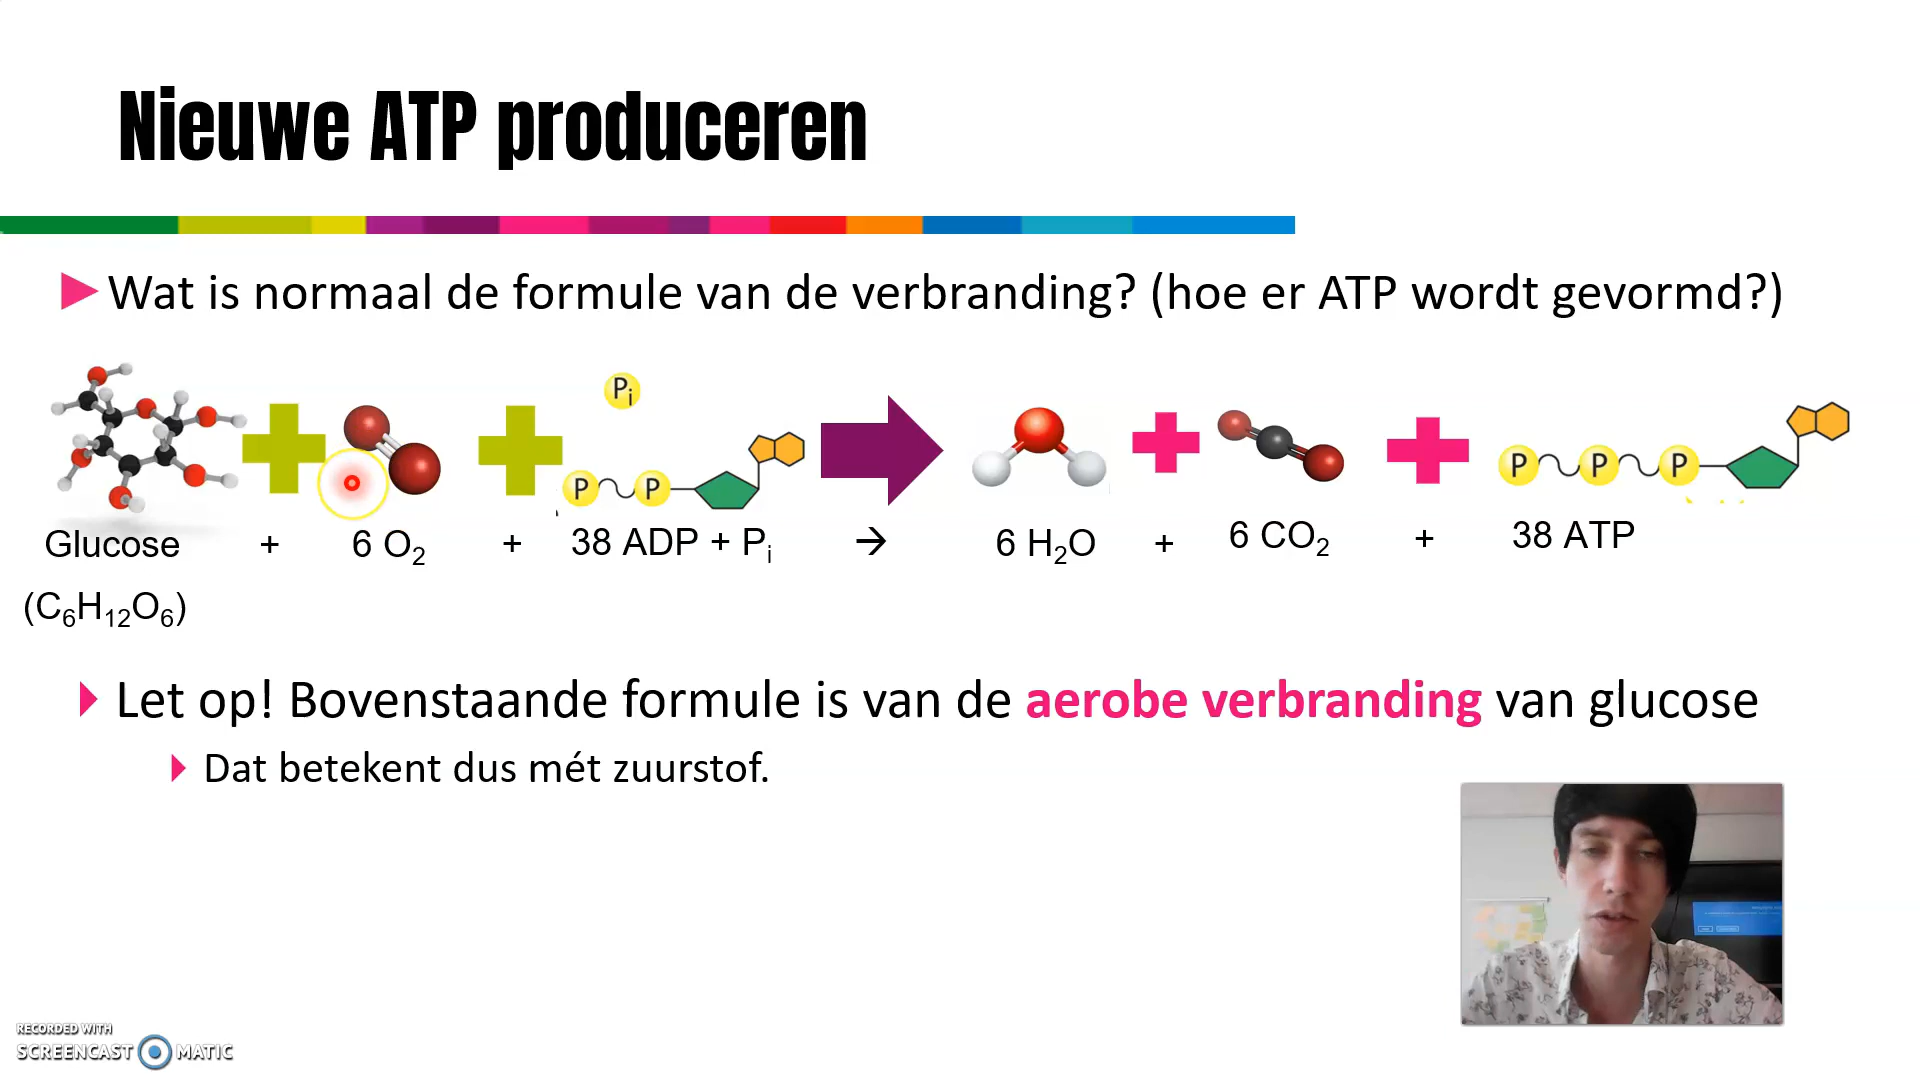 Nieuwe ATP produceren
Wat is normaal de formule van de verbranding? (hoe er ATP wordt gevormd?)
Pi
P P
P P P
Glucose + 6 O₂ + 38 ADP + Pᵢ → 6 H₂O + 6 CO₂ + 38 ATP
(C₆H₁₂O₆)
Let op! Bovenstaande formule is van de aerobe verbranding van glucose
Dat betekent dus mét zuurstof.
RECORDED WITH
SCREENCAST MATIC